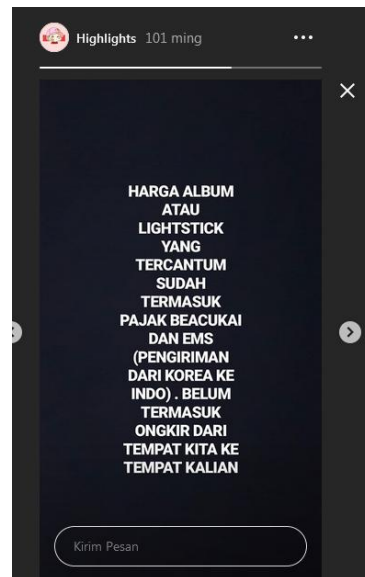 Highlights 101 ming
HARGA ALBUM
ATAU
LIGHTSTICK
YANG
TERCANTUM
SUDAH
TERMASUK
PAJAK BEACUKAI
DAN EMS
(PENGIRIMAN
DARI KOREA KE
INDO) . BELUM
TERMASUK
ONGKIR DARI
TEMPAT KITA KE
TEMPAT KALIAN
Kirim Pesan